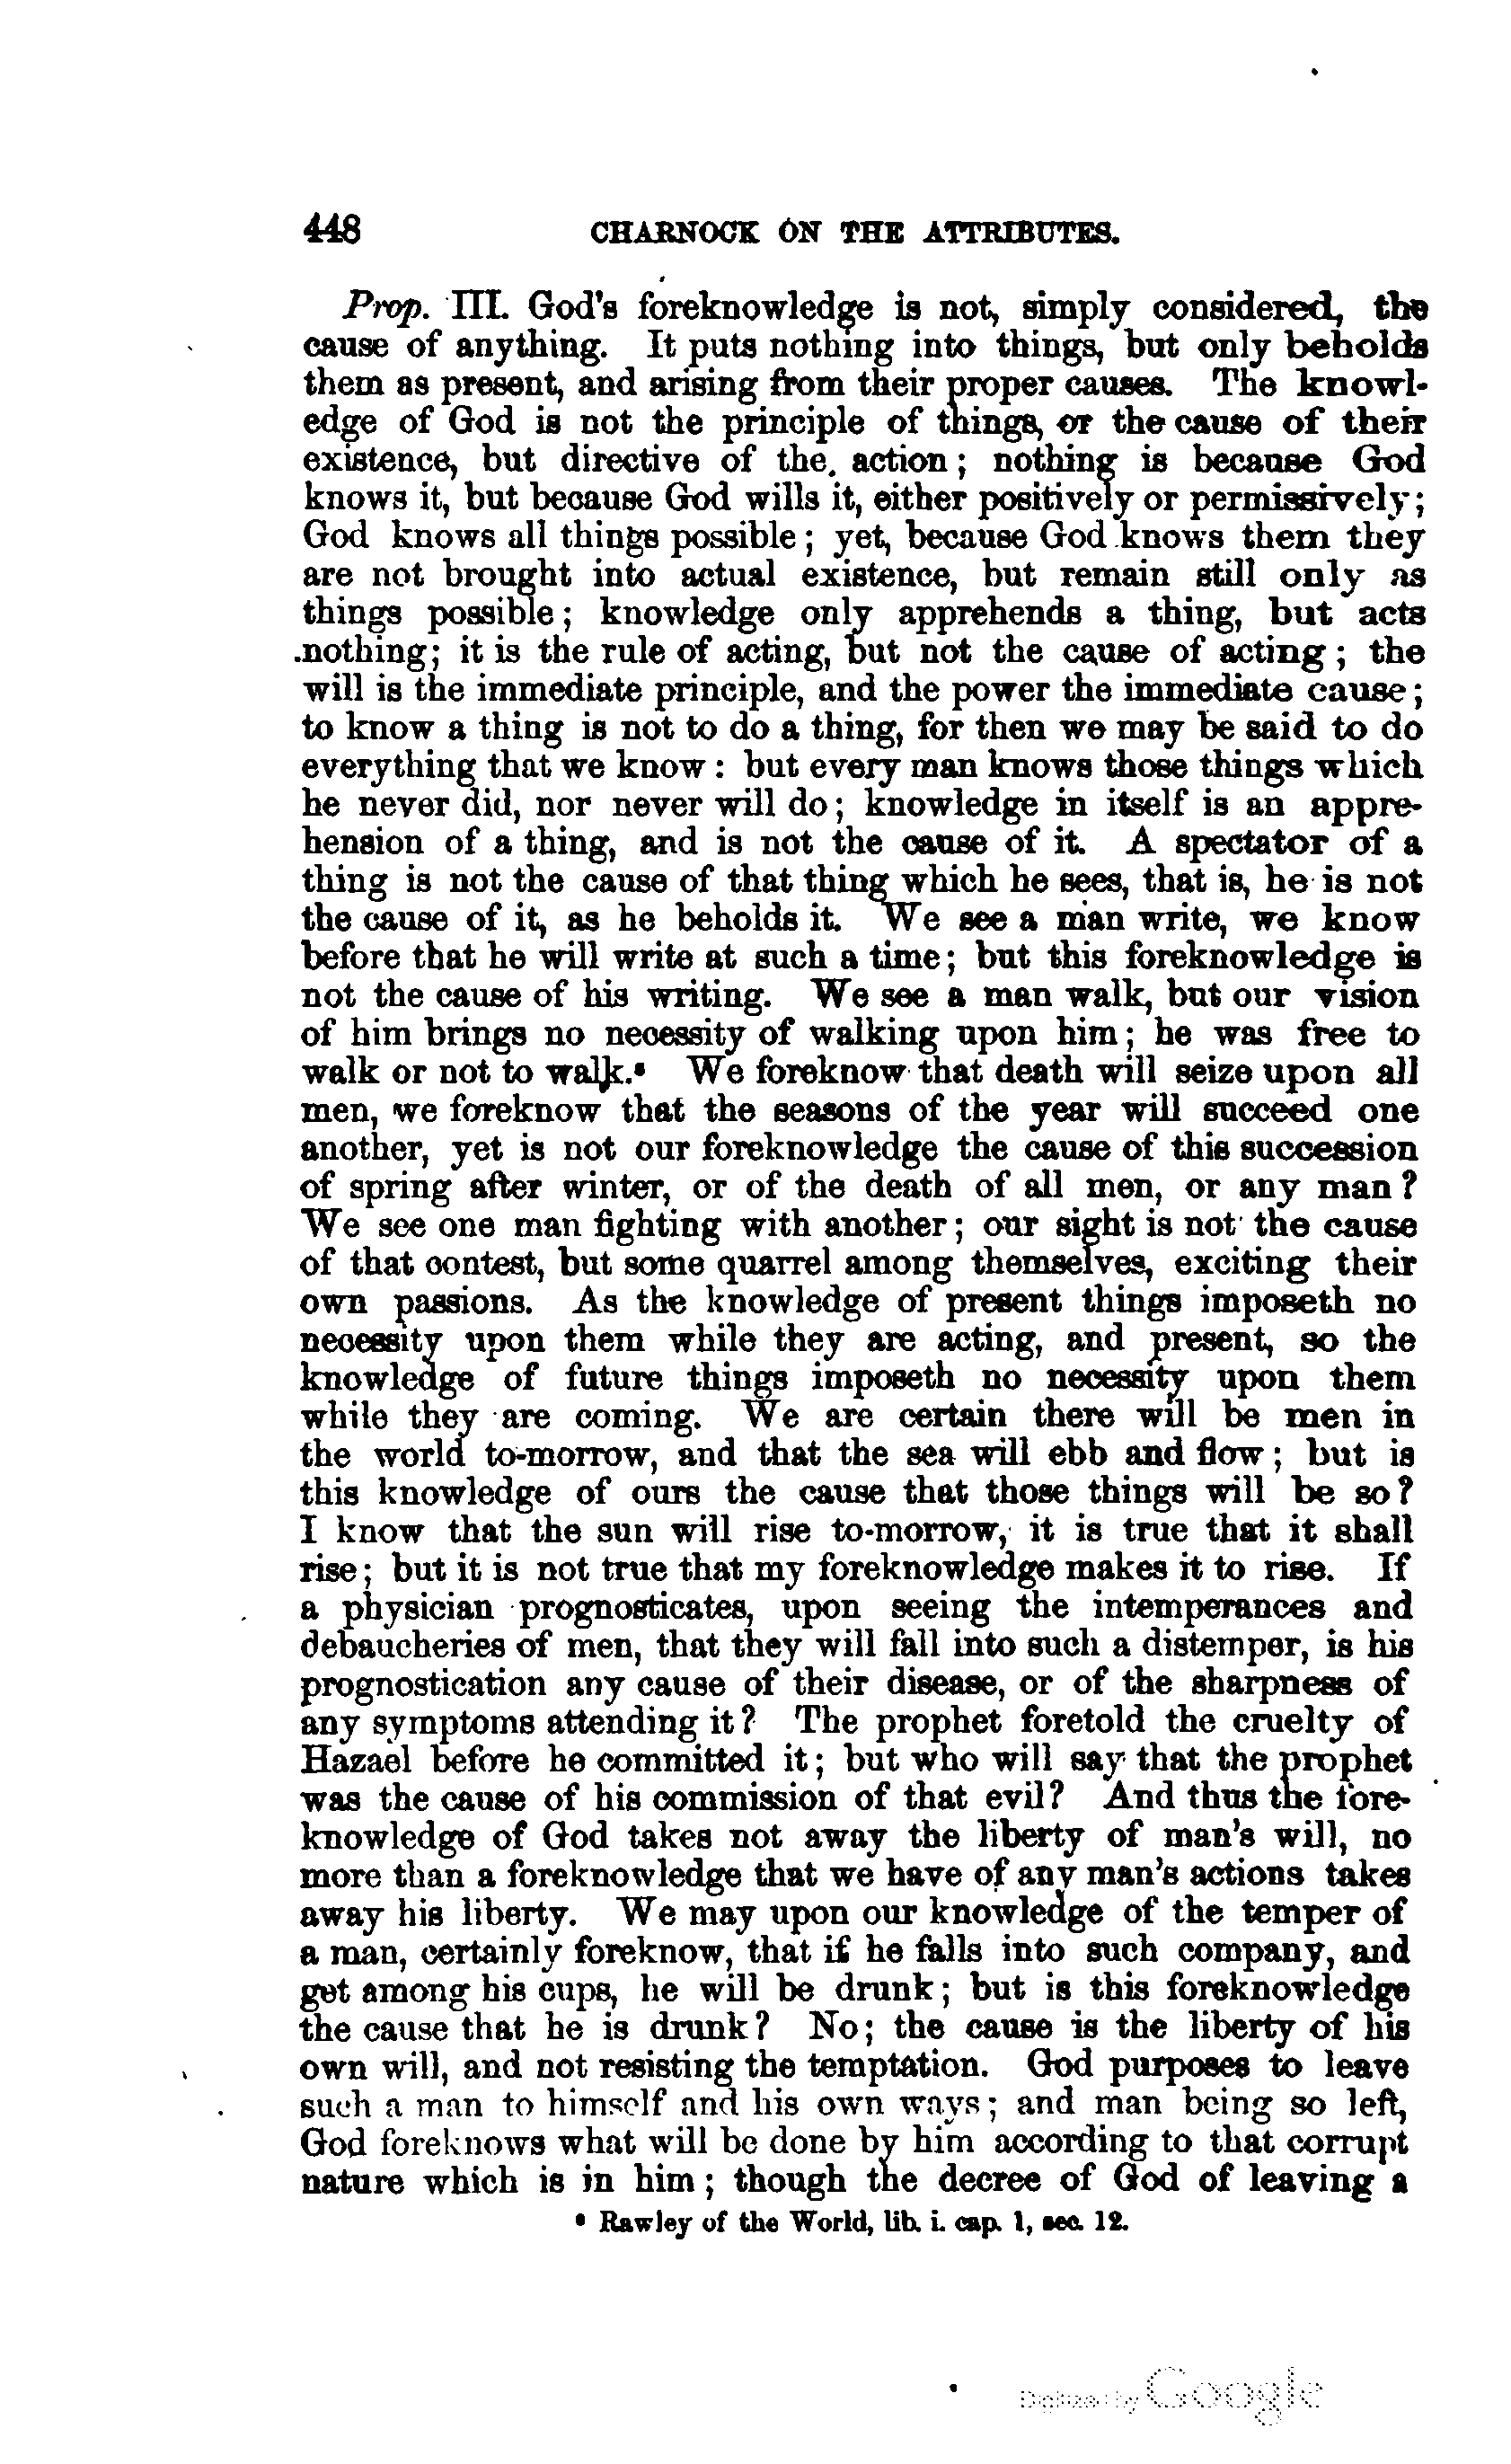 448 CHARNOCK ON THE ATTRIBUTES.
Prop. III. God's foreknowledge is not, simply considered, the
cause of anything. It puts nothing into things, but only beholds
them as present, and arising from their proper causes. The knowl-
edge of God is not the principle of things, or the cause of their
existence, but directive of the action; nothing is because God
knows it, but because God wills it, either positively or permissively;
God knows all things possible; yet, because God knows them they
are not brought into actual existence, but remain still only as
things possible; knowledge only apprehends a thing, but acts
nothing; it is the rule of acting, but not the cause of acting; the
will is the immediate principle, and the power the immediate cause;
to know a thing is not to do a thing, for then we may be said to do
everything that we know: but every man knows those things which
he never did, nor never will do; knowledge in itself is an appre-
hension of a thing, and is not the cause of it. A spectator of a
thing is not the cause of that thing which he sees, that is, he is not
the cause of it, as he beholds it. We see a man write, we know
before that he will write at such a time; but this foreknowledge is
not the cause of his writing. We see a man walk, but our vision
of him brings no necessity of walking upon him; he was free to
walk or not to walk.s We foreknow that death will seize upon all
men, we foreknow that the seasons of the year will succeed one
another, yet is not our foreknowledge the cause of this succession
of spring after winter, or of the death of all men, or any man?
We see one man fighting with another; our sight is not the cause
of that contest, but some quarrel among themselves, exciting their
own passions. As the knowledge of present things imposeth no
necessity upon them while they are acting, and present, so the
knowledge of future things imposeth no necessity upon them
while they are coming. We are certain there will be men in
the world to-morrow, and that the sea will ebb and flow; but is
this knowledge of ours the cause that those things will be so?
I know that the sun will rise to-morrow, it is true that it shall
rise; but it is not true that my foreknowledge makes it to rise. If
a physician prognosticates, upon seeing the intemperances and
debaucheries of men, that they will fall into such a distemper, is his
prognostication any cause of their disease, or of the sharpness of
any symptoms attending it? The prophet foretold the cruelty of
Hazael before he committed it; but who will say that the prophet
was the cause of his commission of that evil? And thus the fore-
knowledge of God takes not away the liberty of man's will, no
more than a foreknowledge that we have of any man's actions takes
away his liberty. We may upon our knowledge of the temper of
a man, certainly foreknow, that if he falls into such company, and
get among his cups, he will be drunk; but is this foreknowledge
the cause that he is drunk? No; the cause is the liberty of his
own will, and not resisting the temptation. God purposes to leave
such a man to himself and his own ways; and man being so left,
God foreknows what will be done by him according to that corrupt
nature which is in him; though the decree of God of leaving a
s Rawley of the World, lib. i. cap. 1, sec. 12.
Digitized by Google